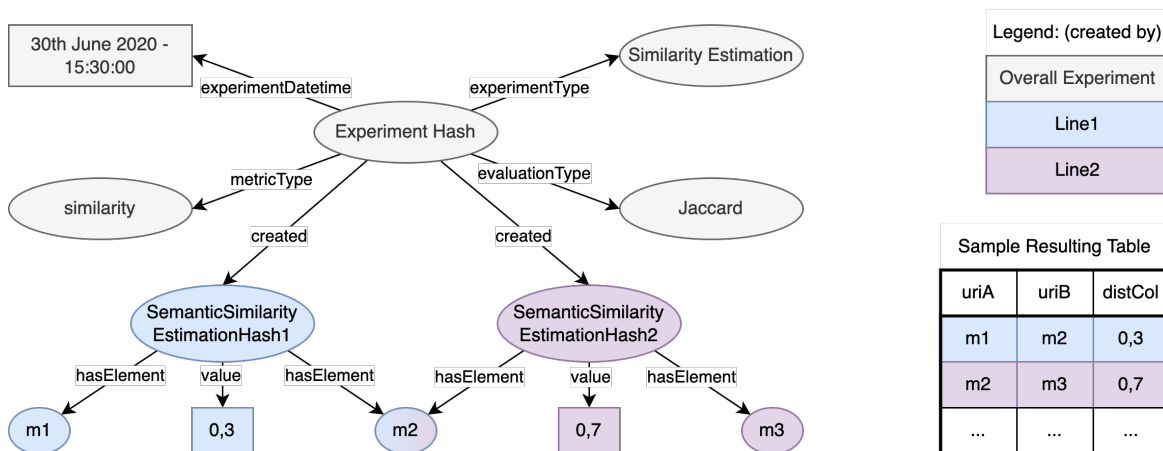 30th June 2020 -
15:30:00
Similarity Estimation
experimentDatetime
experimentType
Experiment Hash
metricType
evaluationType
similarity
Jaccard
created
created
SemanticSimilarity
EstimationHash1
SemanticSimilarity
EstimationHash2
hasElement
value
hasElement
hasElement
value
hasElement
m1
0,3
m2
0,7
m3
Legend: (created by)
Overall Experiment
Line1
Line2
Sample Resulting Table
uriA uriB distCol
m1 m2 0,3
m2 m3 0,7
... ... ...